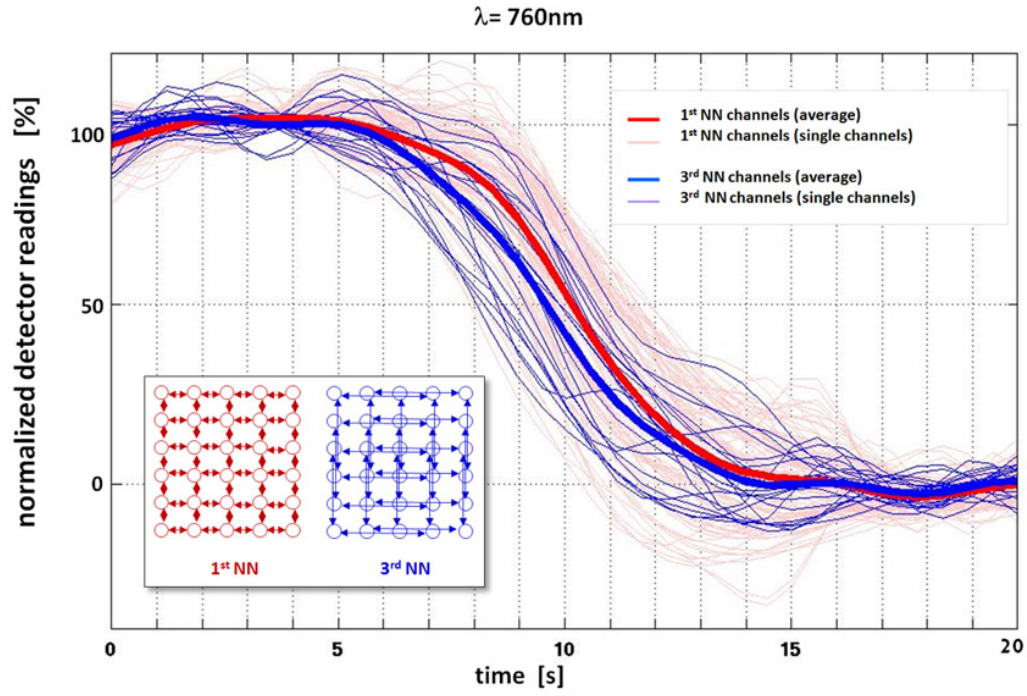 λ= 760nm
normalized detector readings [%]
100
50
0
1st NN channels (average)
1st NN channels (single channels)
3rd NN channels (average)
3rd NN channels (single channels)
1st NN
3rd NN
0
5
10
15
20
time [s]